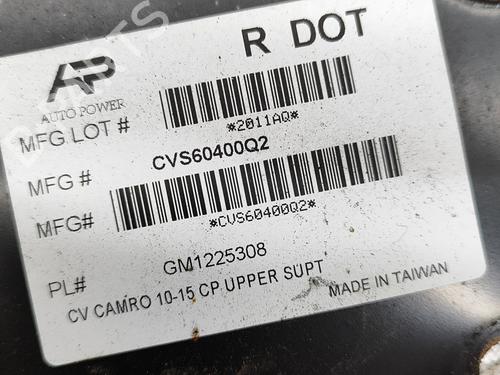 R DOT
AP
AUTO POWER
MFG LOT #
*2011AQ*
MFG # CVS60400Q2
MFG#
*CVS60400Q2*
PL# GM1225308
CV CAMRO 10-15 CP UPPER SUPT
MADE IN TAIWAN